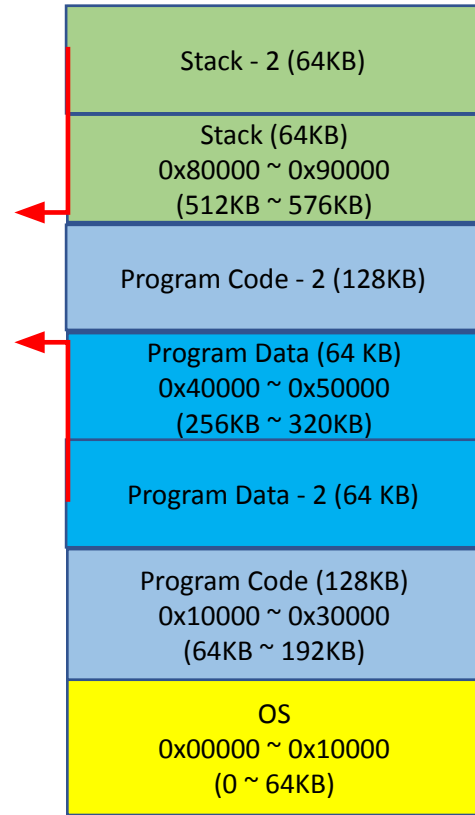 Stack - 2 (64KB)
Stack (64KB)
0x80000 ~ 0x90000
(512KB ~ 576KB)
Program Code - 2 (128KB)
Program Data (64 KB)
0x40000 ~ 0x50000
(256KB ~ 320KB)
Program Data - 2 (64 KB)
Program Code (128KB)
0x10000 ~ 0x30000
(64KB ~ 192KB)
OS
0x00000 ~ 0x10000
(0 ~ 64KB)